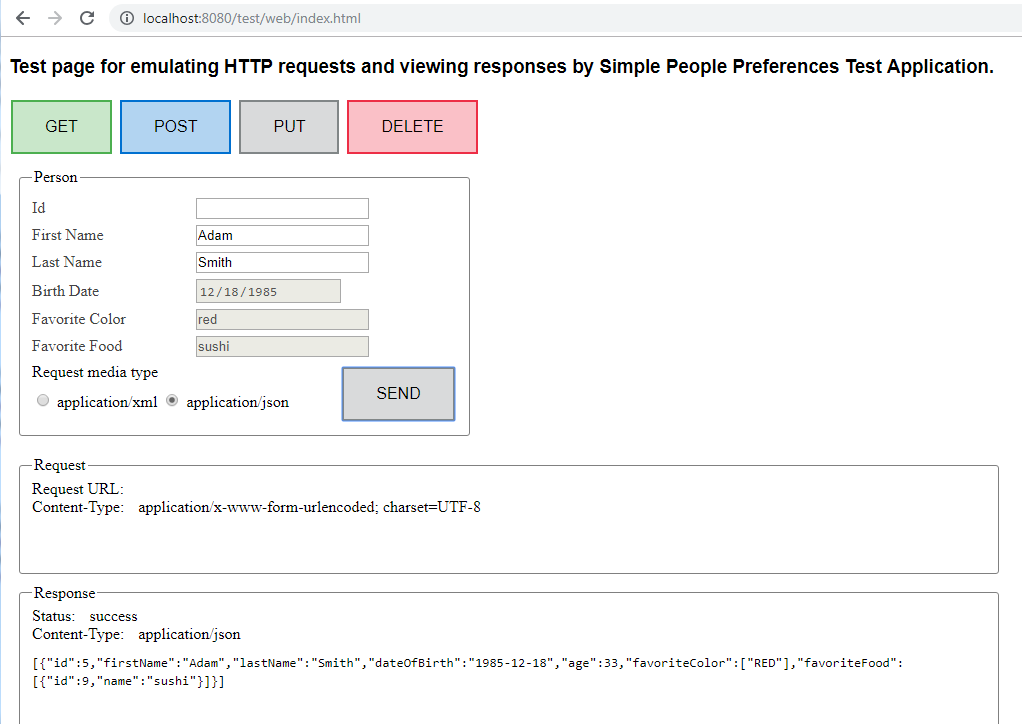 localhost:8080/test/web/index.html
Test page for emulating HTTP requests and viewing responses by Simple People Preferences Test Application.
GET POST PUT DELETE
Person
Id
First Name Adam
Last Name Smith
Birth Date 12/18/1985
Favorite Color red
Favorite Food sushi
Request media type
application/xml application/json SEND
Request
Request URL:
Content-Type: application/x-www-form-urlencoded; charset=UTF-8
Response
Status: success
Content-Type: application/json
[{"id":5,"firstName":"Adam","lastName":"Smith","dateOfBirth":"1985-12-18","age":33,"favoriteColor":["RED"],"favoriteFood":
[{"id":9,"name":"sushi"}]}]